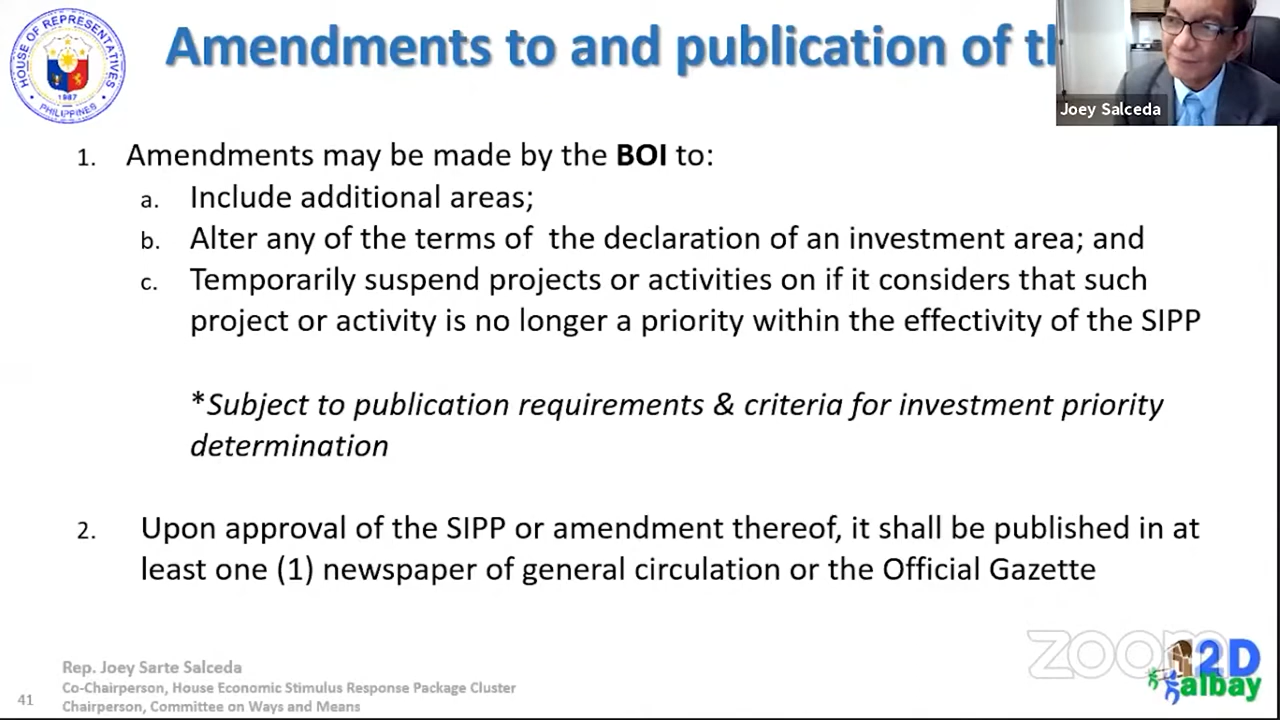 HOUSE OF REPRESENTATIVES
1987
PHILIPPINES
Amendments to and publication of th
Joey Salceda
1. Amendments may be made by the BOI to:
a. Include additional areas;
b. Alter any of the terms of the declaration of an investment area; and
c. Temporarily suspend projects or activities on if it considers that such
project or activity is no longer a priority within the effectivity of the SIPP
*Subject to publication requirements & criteria for investment priority
determination
2. Upon approval of the SIPP or amendment thereof, it shall be published in at
least one (1) newspaper of general circulation or the Official Gazette
zoom
2D
albay
Rep. Joey Sarte Salceda
Co-Chairperson, House Economic Stimulus Response Package Cluster
41 Chairperson, Committee on Ways and Means